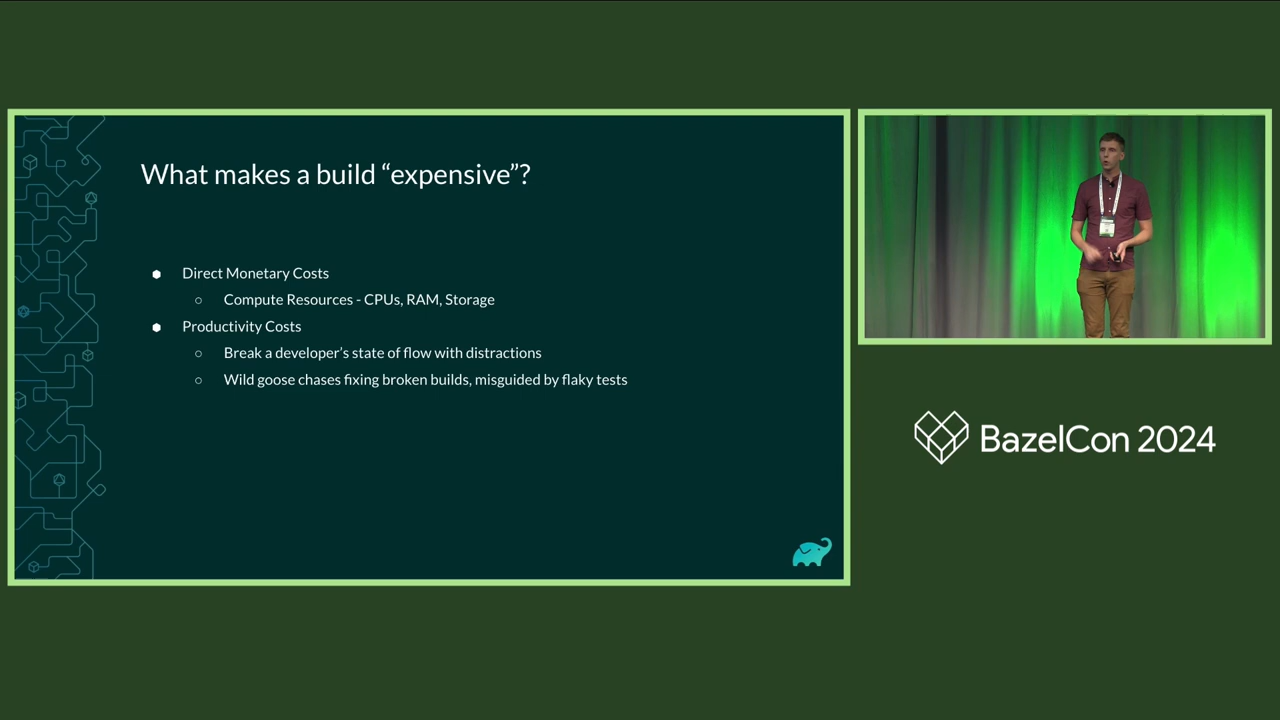 What makes a build “expensive”?
Direct Monetary Costs
Compute Resources - CPUs, RAM, Storage
Productivity Costs
Break a developer’s state of flow with distractions
Wild goose chases fixing broken builds, misguided by flaky tests
BazelCon 2024